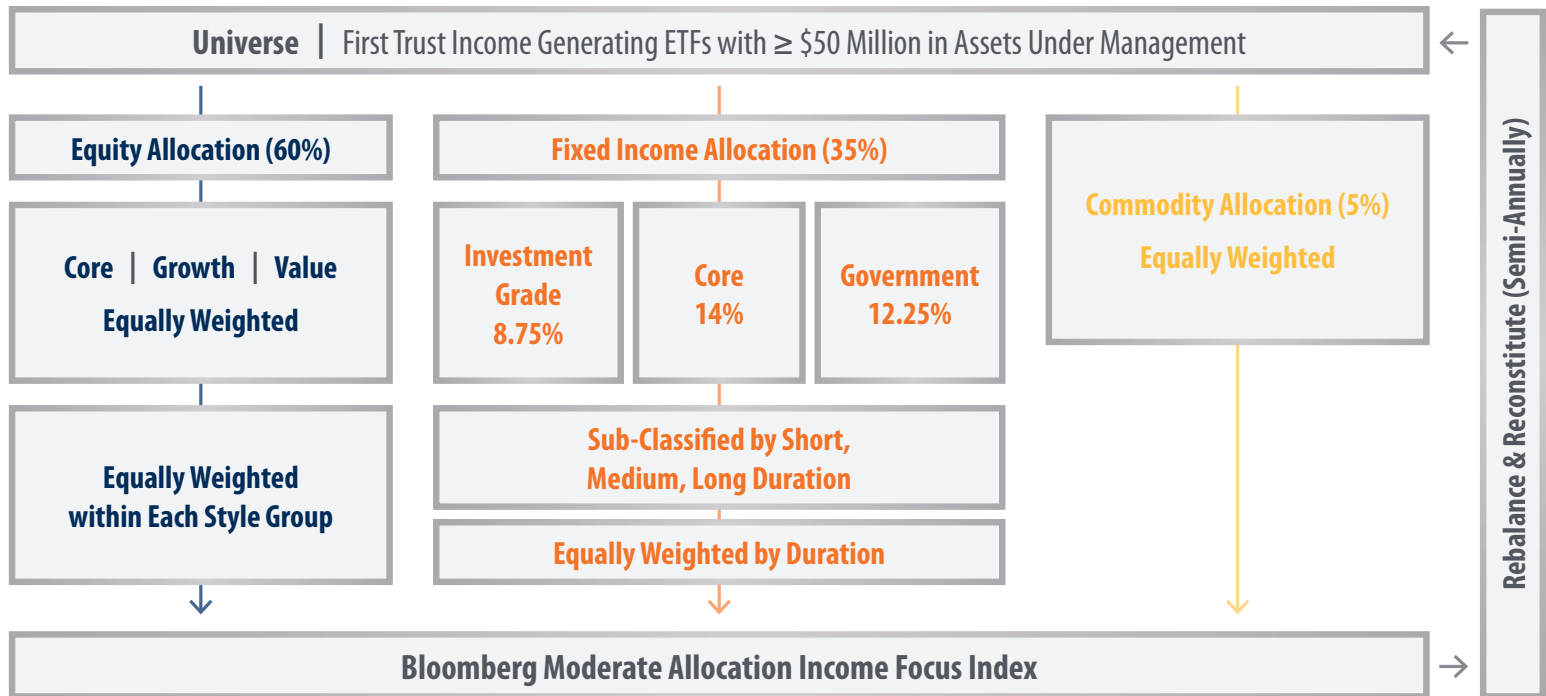 Universe | First Trust Income Generating ETFs with ≥ $50 Million in Assets Under Management
Equity Allocation (60%)
Core | Growth | Value
Equally Weighted
Equally Weighted
within Each Style Group
Fixed Income Allocation (35%)
Investment
Grade
8.75%
Core
14%
Government
12.25%
Sub-Classified by Short,
Medium, Long Duration
Equally Weighted by Duration
Commodity Allocation (5%)
Equally Weighted
Bloomberg Moderate Allocation Income Focus Index
Rebalance & Reconstitute (Semi-Annually)